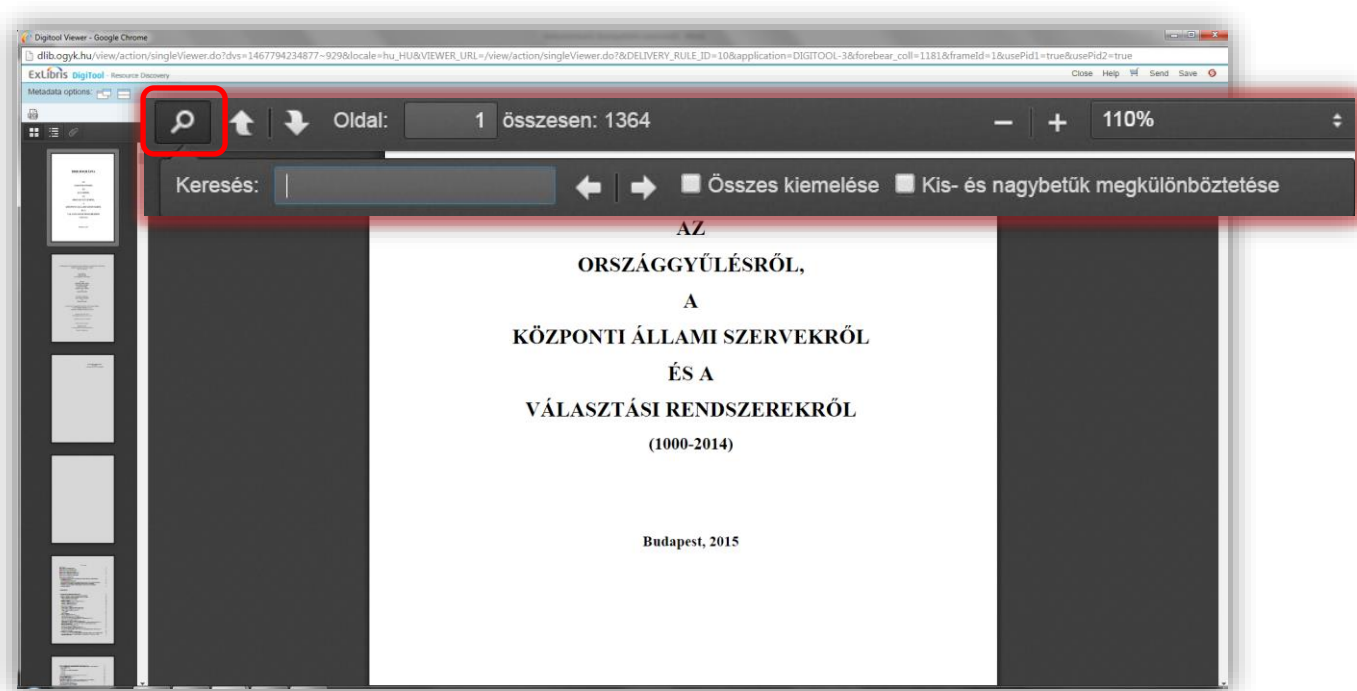 Digitool Viewer - Google Chrome
dlib.ogyk.hu/view/action/singleViewer.do?dvs=1467794234877~929&locale=hu_HU&VIEWER_URL=/view/action/singleViewer.do?&DELIVERY_RULE_ID=10&application=DIGITOOL-3&forebear_coll=1181&frameId=1&usePid1=true&usePid2=true
ExLibris DigiTool - Resource Discovery
Close Help Send Save
Metadata options:
Oldal: 1 összesen: 1364
110%
Keresés:
Összes kiemelése Kis- és nagybetűk megkülönböztetése
AZ
ORSZÁGGYŰLÉSRŐL,
A
KÖZPONTI ÁLLAMI SZERVEKRŐL
ÉS A
VÁLASZTÁSI RENDSZEREKRŐL
(1000-2014)
Budapest, 2015